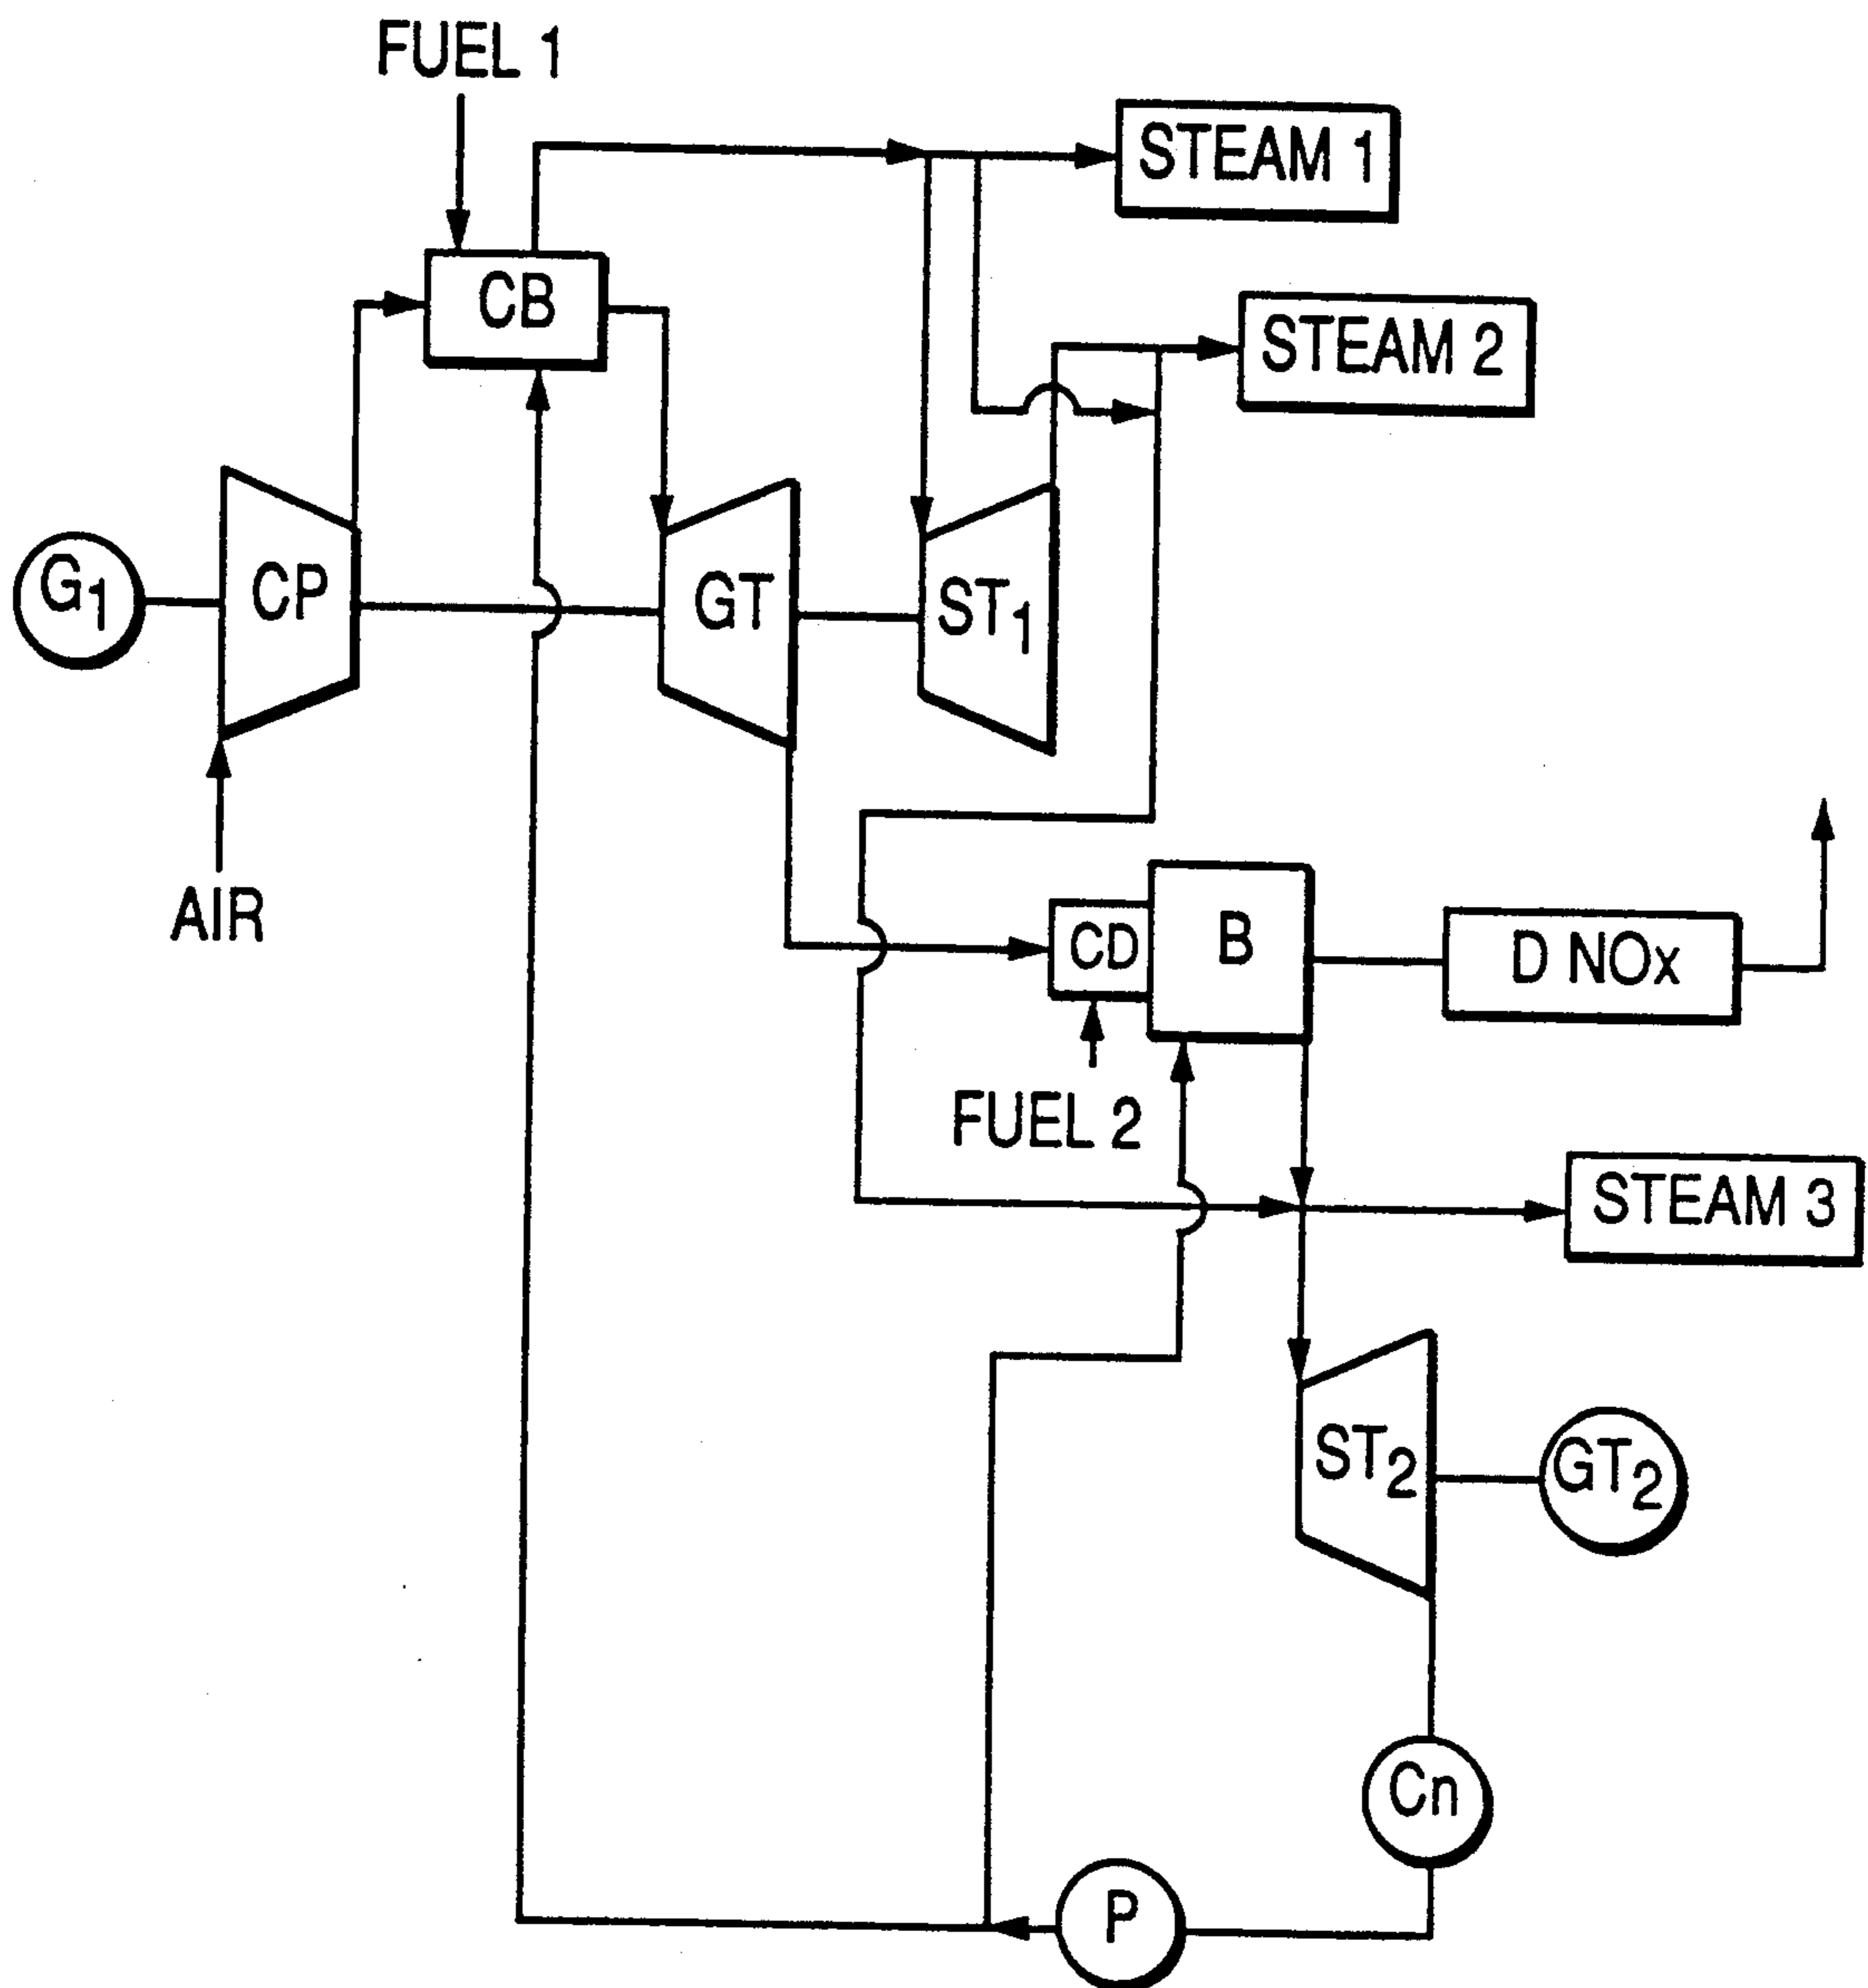 FUEL 1
STEAM 1
CB
STEAM 2
G1
CP
GT
ST1
AIR
CD
B
D NOx
FUEL 2
STEAM 3
ST2
GT2
Cn
P